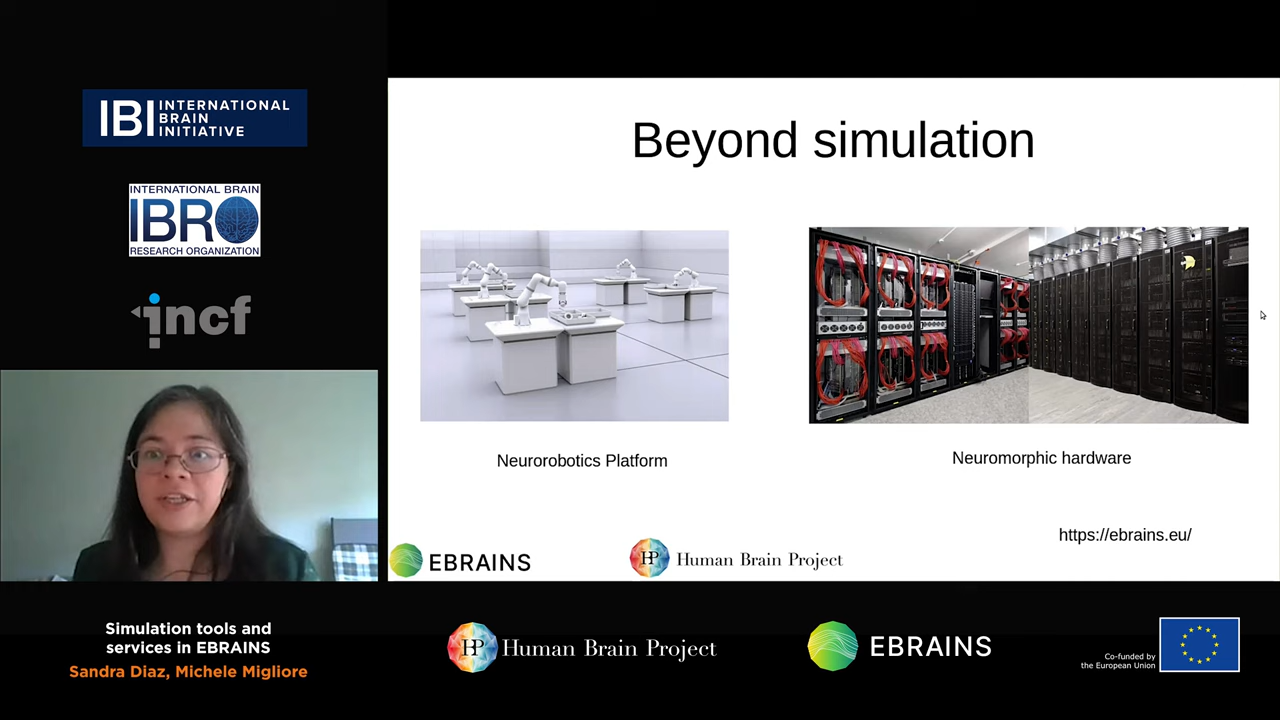 IBI INTERNATIONAL
BRAIN
INITIATIVE
INTERNATIONAL BRAIN
IBRO
RESEARCH ORGANIZATION
incf
Beyond simulation
Neurorobotics Platform
Neuromorphic hardware
https://ebrains.eu/
EBRAINS
HBP Human Brain Project
Simulation tools and
services in EBRAINS
Sandra Diaz, Michele Migliore
HBP Human Brain Project
EBRAINS
Co-funded by
the European Union